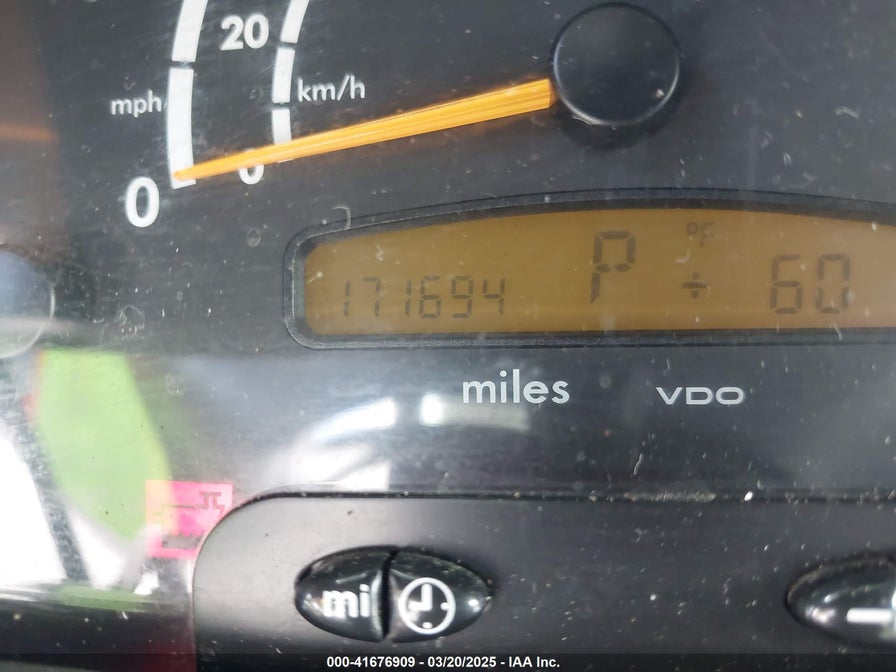 20
mph km/h
0 0
°F
171694 P ÷ 60
miles VDO
mi
000-41676909 - 03/20/2025 - IAA Inc.